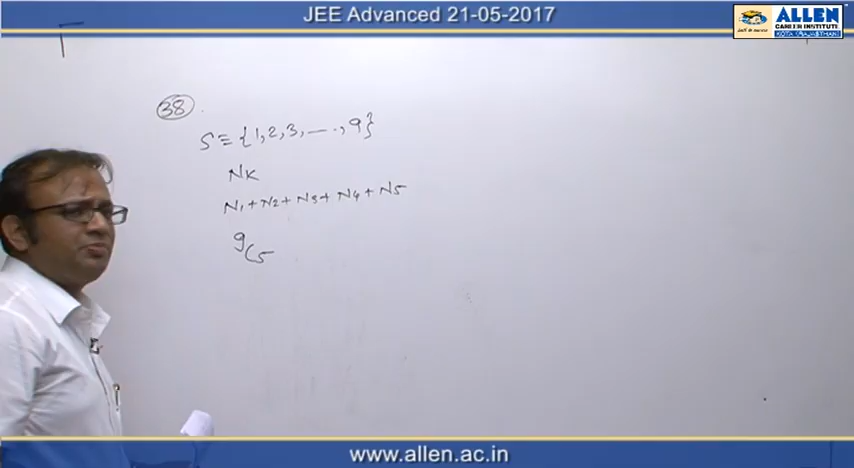 JEE Advanced 21-05-2017
ALLEN
CAREER INSTITUTE
KOTA (RAJASTHAN)
38
S ≡ {1, 2, 3, — . ., 9}
NK
N1 + N2 + N3 + N4 + N5
9C5
www.allen.ac.in